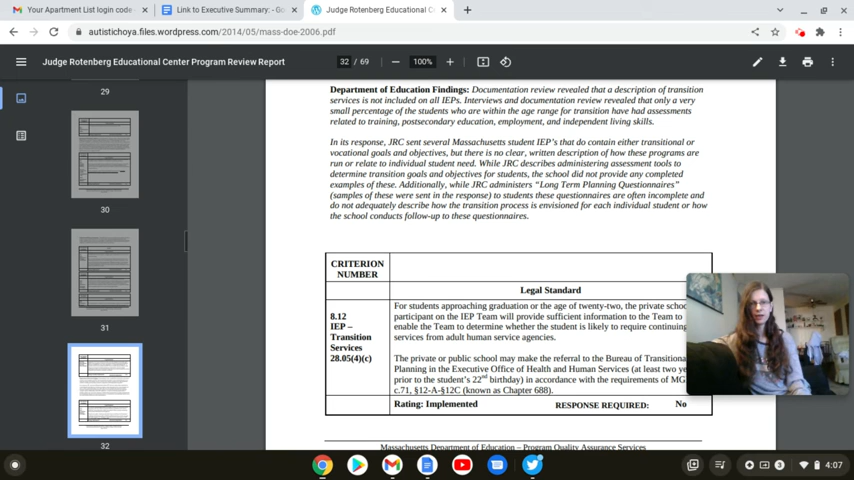 Your Apartment List login code
Link to Executive Summary: - Go
Judge Rotenberg Educational C
autistichoya.files.wordpress.com/2014/05/mass-doe-2006.pdf
Judge Rotenberg Educational Center Program Review Report
32 / 69
100%
29
30
31
32
Department of Education Findings: Documentation review revealed that a description of transition
services is not included on all IEPs. Interviews and documentation review revealed that only a very
small percentage of the students who are within the age range for transition have had assessments
related to training, postsecondary education, employment, and independent living skills.
In its response, JRC sent several Massachusetts student IEP's that do contain either transitional or
vocational goals and objectives, but there is no clear, written description of how these programs are
run or relate to individual student need. While JRC describes administering assessment tools to
determine transition goals and objectives for students, the school did not provide any completed
examples of these. Additionally, while JRC administers “Long Term Planning Questionnaires”
(samples of these were sent in the response) to students these questionnaires are often incomplete and
do not adequately describe how the transition process is envisioned for each individual student or how
the school conducts follow-up to these questionnaires.
CRITERION
NUMBER
Legal Standard
8.12
IEP –
Transition
Services
28.05(4)(c)
For students approaching graduation or the age of twenty-two, the private schoo
participant on the IEP Team will provide sufficient information to the Team to
enable the Team to determine whether the student is likely to require continuing
services from adult human service agencies.
The private or public school may make the referral to the Bureau of Transitiona
Planning in the Executive Office of Health and Human Services (at least two ye
prior to the student's 22nd birthday) in accordance with the requirements of MG
c.71, §12-A-§12C (known as Chapter 688).
Rating: Implemented RESPONSE REQUIRED: No
Massachusetts Department of Education – Program Quality Assurance Services
3
4:07